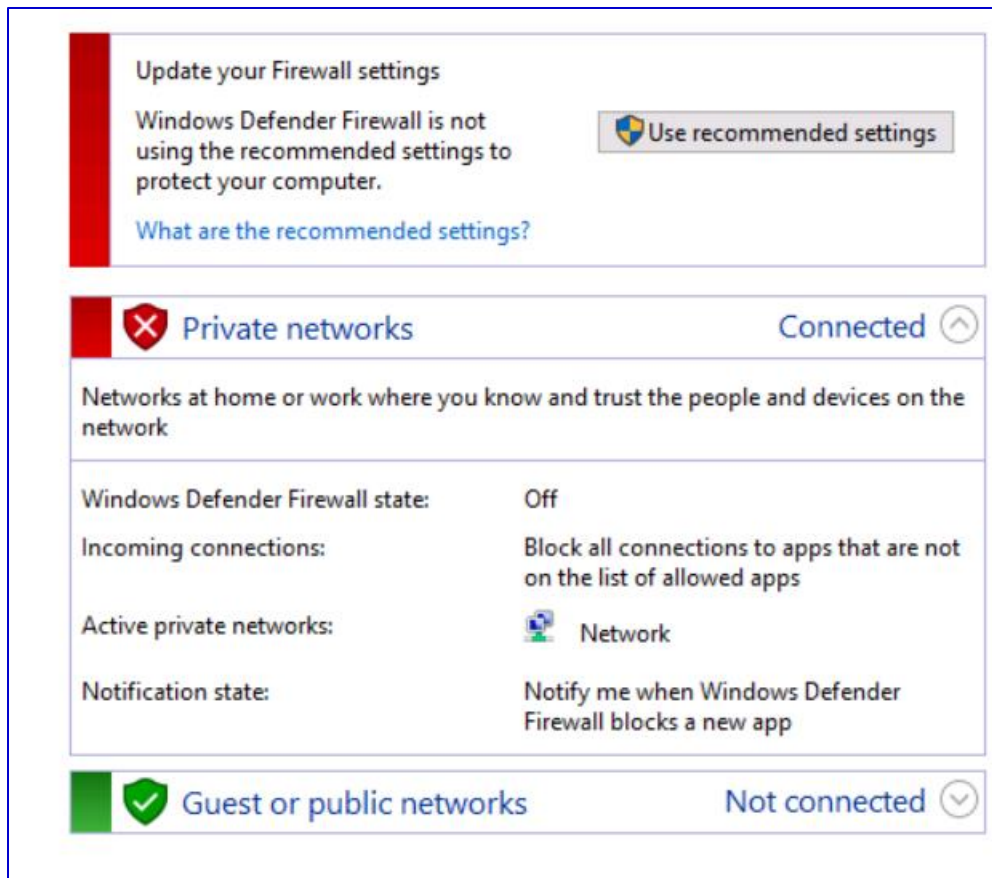 Update your Firewall settings
Windows Defender Firewall is not
using the recommended settings to
protect your computer.
Use recommended settings
What are the recommended settings?
Private networks
Connected
Networks at home or work where you know and trust the people and devices on the
network
Windows Defender Firewall state:
Off
Incoming connections:
Block all connections to apps that are not
on the list of allowed apps
Active private networks:
Network
Notification state:
Notify me when Windows Defender
Firewall blocks a new app
Guest or public networks
Not connected